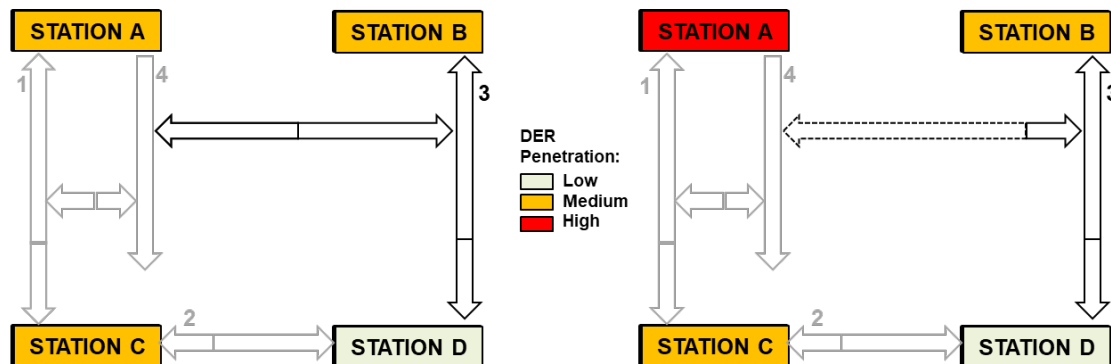 STATION A
STATION B
1
4
3
2
STATION C
STATION D
DER
Penetration:
Low
Medium
High
STATION A
STATION B
1
4
3
2
STATION C
STATION D